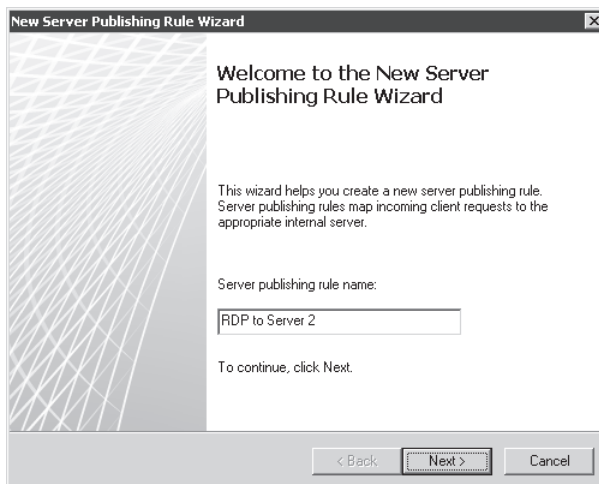 New Server Publishing Rule Wizard
Welcome to the New Server
Publishing Rule Wizard
This wizard helps you create a new server publishing rule.
Server publishing rules map incoming client requests to the
appropriate internal server.
Server publishing rule name:
RDP to Server 2
To continue, click Next.
< Back
Next >
Cancel